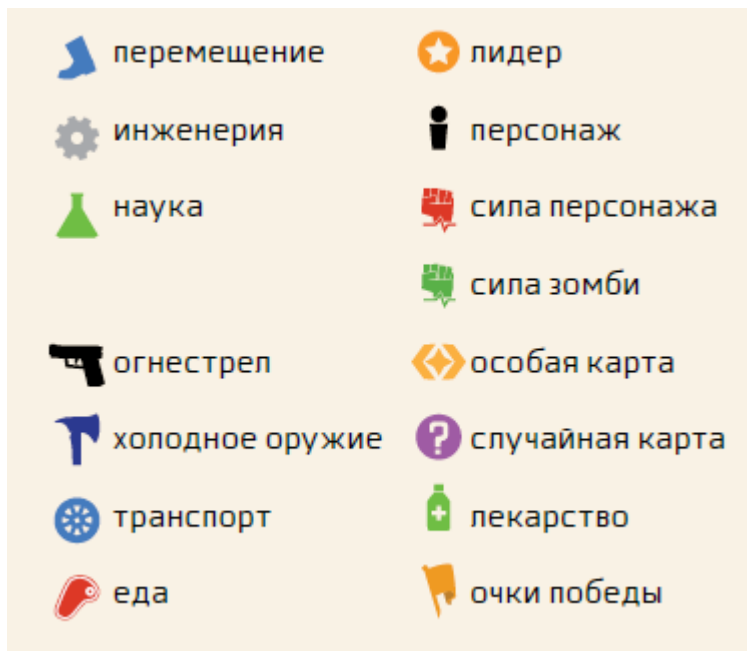 перемещение
инженерия
наука
огнестрел
холодное оружие
транспорт
еда
лидер
персонаж
сила персонажа
сила зомби
особая карта
? случайная карта
лекарство
очки победы